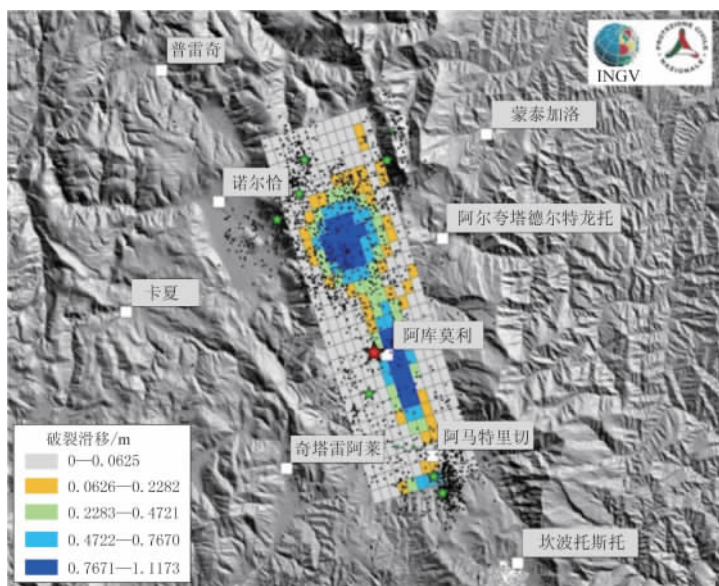 普雷奇
INGV
PROTEZIONE CIVILE
NAZIONALE
蒙泰加洛
诺尔恰
阿尔夸塔德尔特龙托
卡夏
阿库莫利
破裂滑移/m
0—0.0625
0.0626—0.2282
0.2283—0.4721
0.4722—0.7670
0.7671—1.1173
奇塔雷阿莱
阿马特里切
坎波托斯托